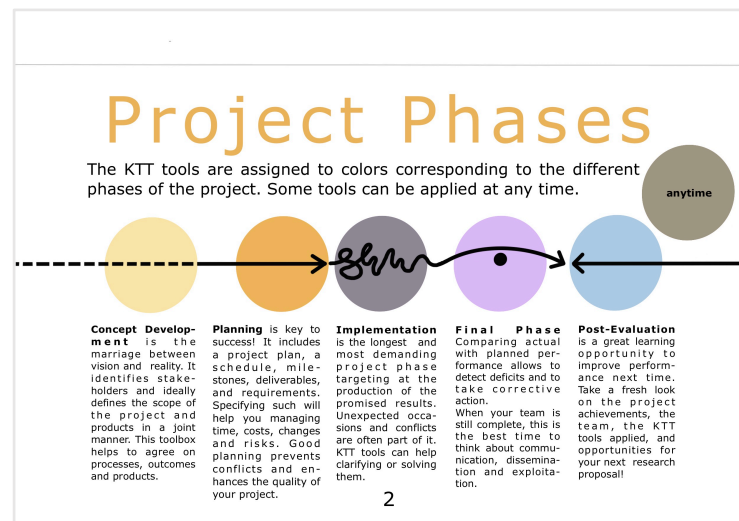 Project Phases
The KTT tools are assigned to colors corresponding to the different
phases of the project. Some tools can be applied at any time.
anytime
Concept Develop-
ment is the
marriage between
vision and reality. It
identifies stake-
holders and ideally
defines the scope of
the project and
products in a joint
manner. This toolbox
helps to agree on
processes, outcomes
and products.
Planning is key to
success! It includes
a project plan, a
schedule, mile-
stones, deliverables,
and requirements.
Specifying such will
help you managing
time, costs, changes
and risks. Good
planning prevents
conflicts and en-
hances the quality of
your project.
Implementation
is the longest and
most demanding
project phase
targeting at the
production of the
promised results.
Unexpected occa-
sions and conflicts
are often part of it.
KTT tools can help
clarifying or solving
them.
Final Phase
Comparing actual
with planned per-
formance allows to
detect deficits and to
take corrective
action.
When your team is
still complete, this is
the best time to
think about commu-
nication, dissemina-
tion and exploita-
tion.
Post-Evaluation
is a great learning
opportunity to
improve perform-
ance next time.
Take a fresh look
on the project
achievements, the
team, the KTT
tools applied, and
opportunities for
your next research
proposal!
2